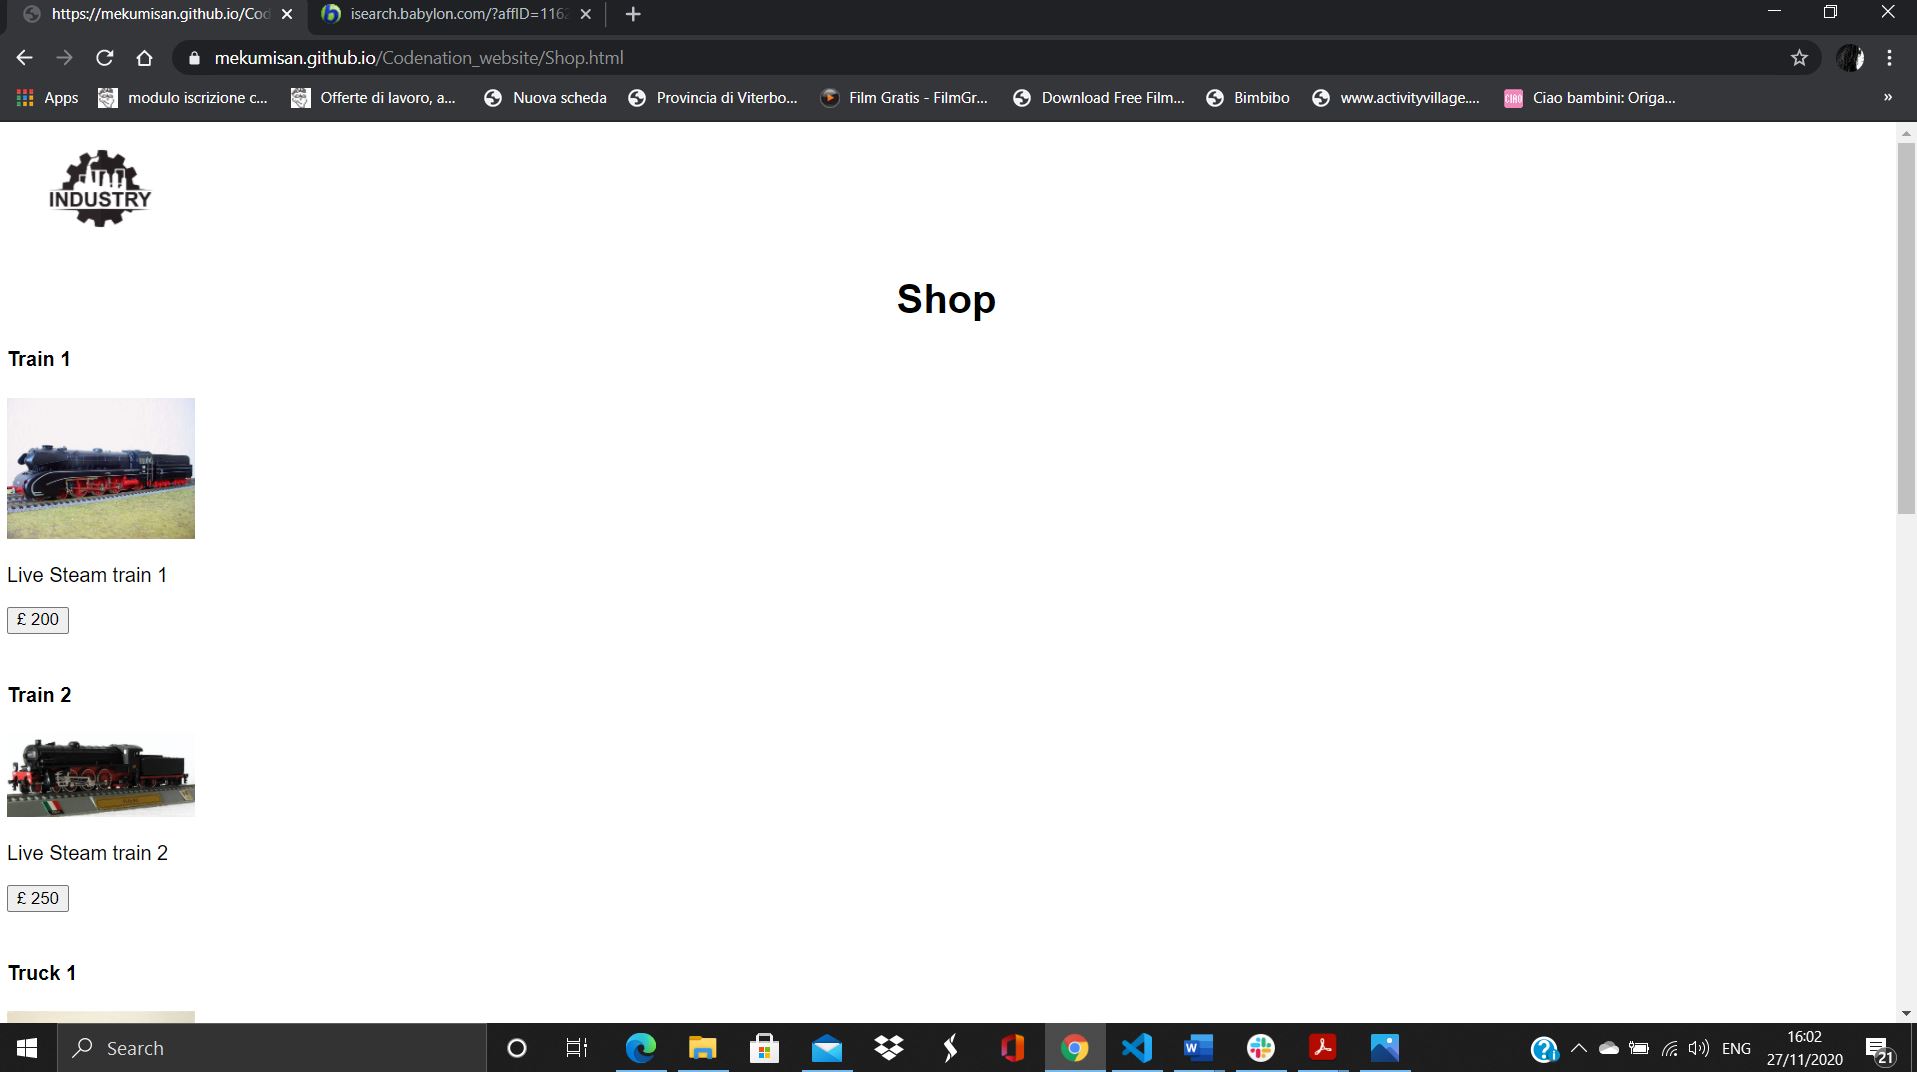 https://mekumisan.github.io/Cod
isearch.babylon.com/?affID=1162
mekumisan.github.io/Codenation_website/Shop.html
Apps
modulo iscrizione c...
Offerte di lavoro, a...
Nuova scheda
Provincia di Viterbo...
Film Gratis - FilmGr...
Download Free Film...
Bimbibo
www.activityvillage....
CIAO
Ciao bambini: Origa...
»
INDUSTRY
Shop
Train 1
Live Steam train 1
£ 200
Train 2
Live Steam train 2
£ 250
Truck 1
Search
ENG
16:02
27/11/2020
21